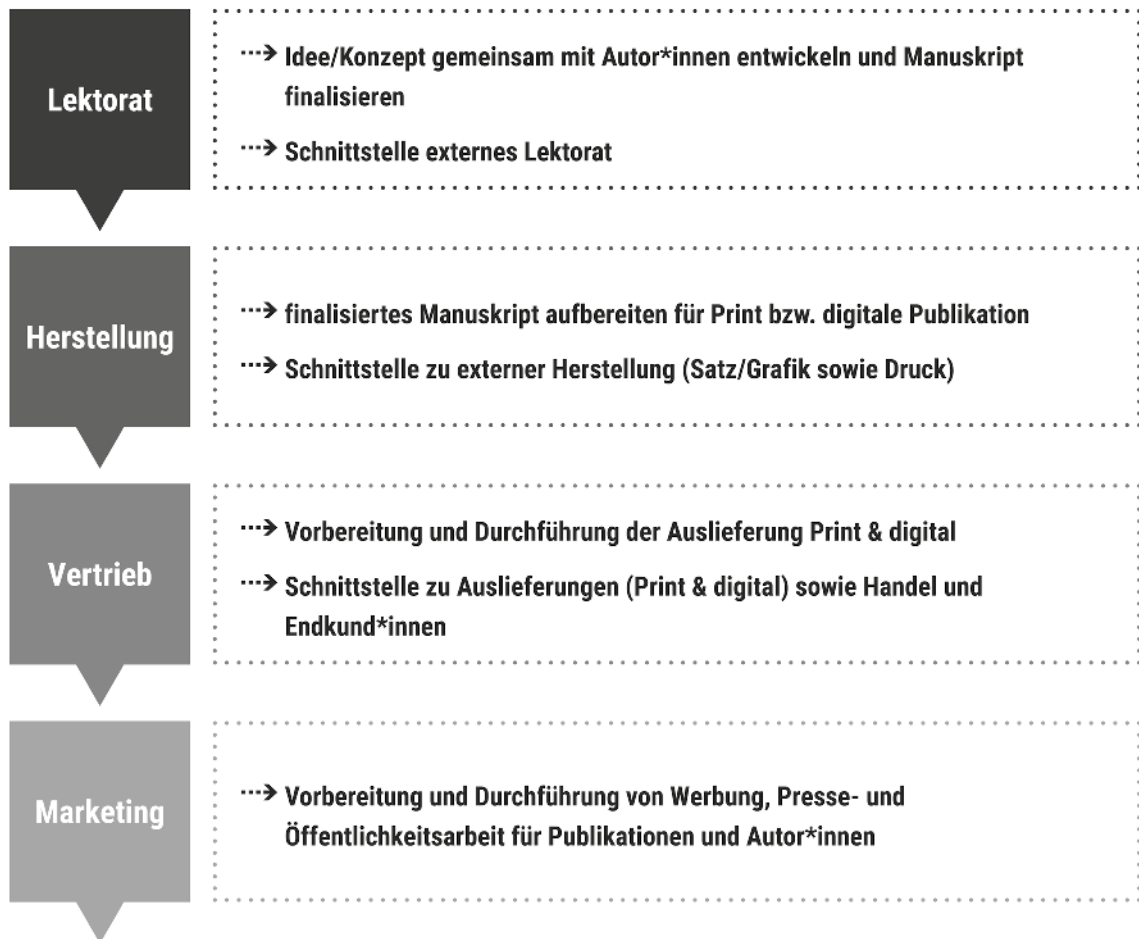 Lektorat
Idee/Konzept gemeinsam mit Autor*innen entwickeln und Manuskript
finalisieren
Schnittstelle externes Lektorat
Herstellung
finalisiertes Manuskript aufbereiten für Print bzw. digitale Publikation
Schnittstelle zu externer Herstellung (Satz/Grafik sowie Druck)
Vertrieb
Vorbereitung und Durchführung der Auslieferung Print & digital
Schnittstelle zu Auslieferungen (Print & digital) sowie Handel und
Endkund*innen
Marketing
Vorbereitung und Durchführung von Werbung, Presse- und
Öffentlichkeitsarbeit für Publikationen und Autor*innen